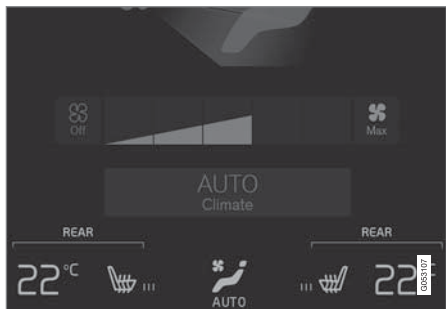 Off
Max
AUTO
Climate
REAR
REAR
22°C
22°
AUTO
G053107